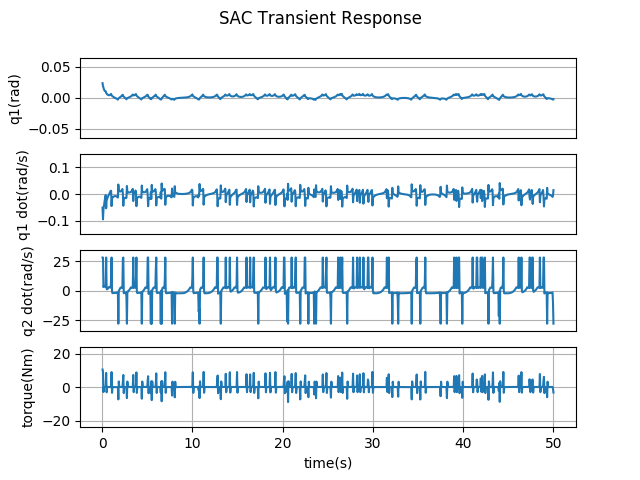 SAC Transient Response
0.05
0.00
−0.05
q1(rad)
0.1
0.0
−0.1
q1 dot(rad/s)
25
0
−25
q2 dot(rad/s)
20
0
−20
torque(Nm)
0 10 20 30 40 50
time(s)